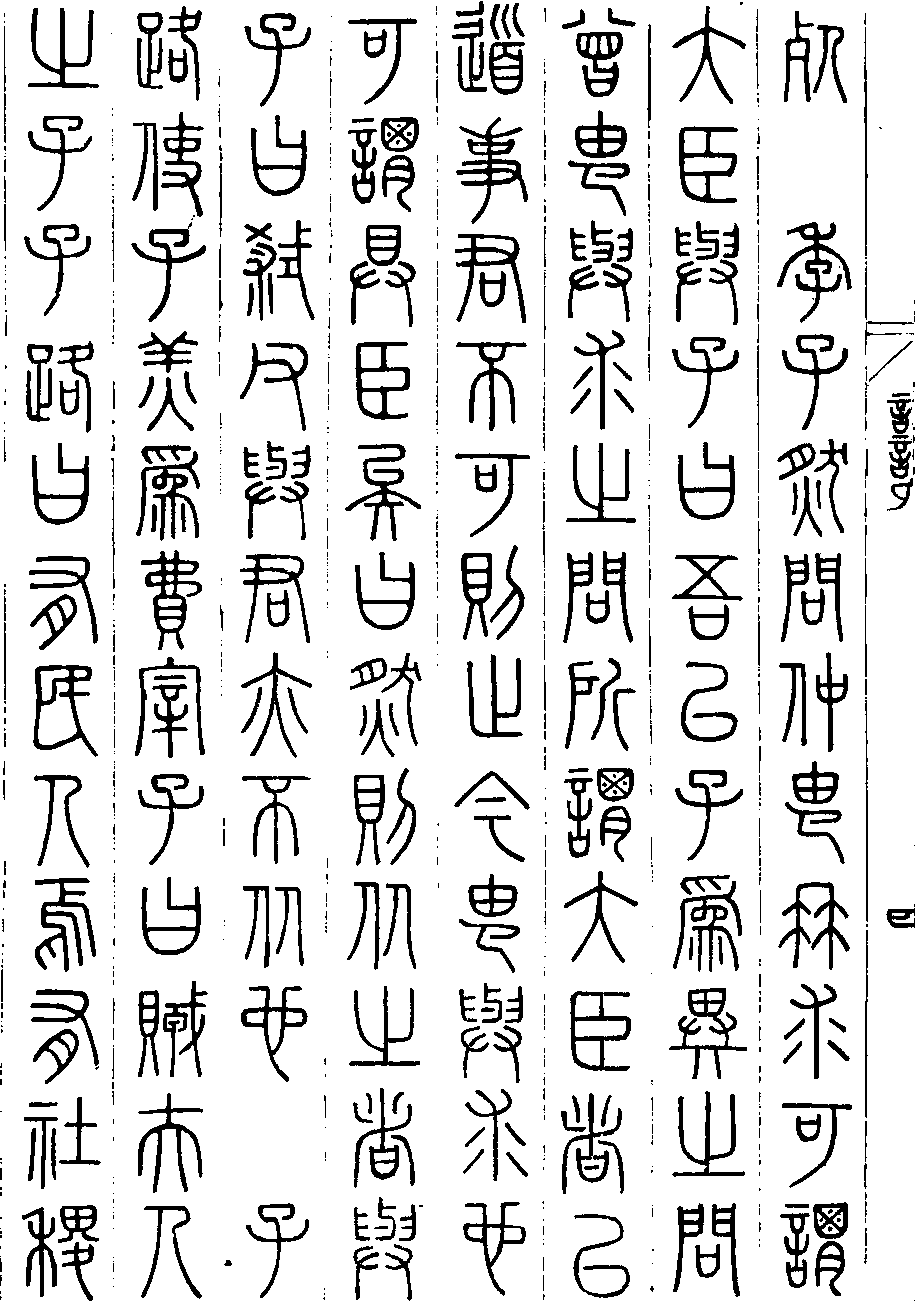 死　季子然問仲由冉求可謂
大臣與子曰吾以子為異之問
曾由與求之問所謂大臣者以
道事君不可則止今由與求也
可謂具臣矣曰然則从之者與
子曰弒父與君亦不从也　子
路使子羔為費宰子曰賊夫人
之子子路曰有民人焉有社稷